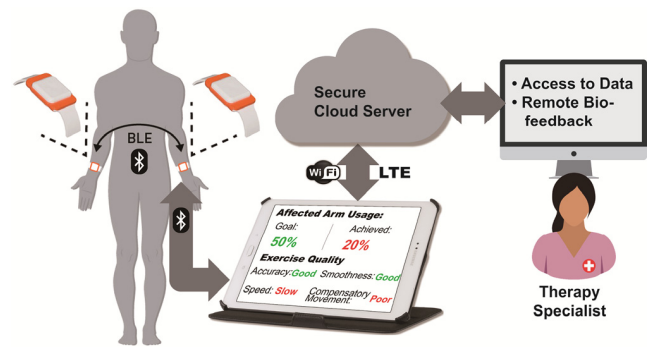 BLE
Secure
Cloud Server
WiFi
LTE
• Access to Data
• Remote Bio-
feedback
Affected Arm Usage:
Goal:
Achieved:
50%
20%
Exercise Quality
Accuracy:Good Smoothness:Good
Speed: Slow Compensatory
Movement: Poor
Therapy
Specialist